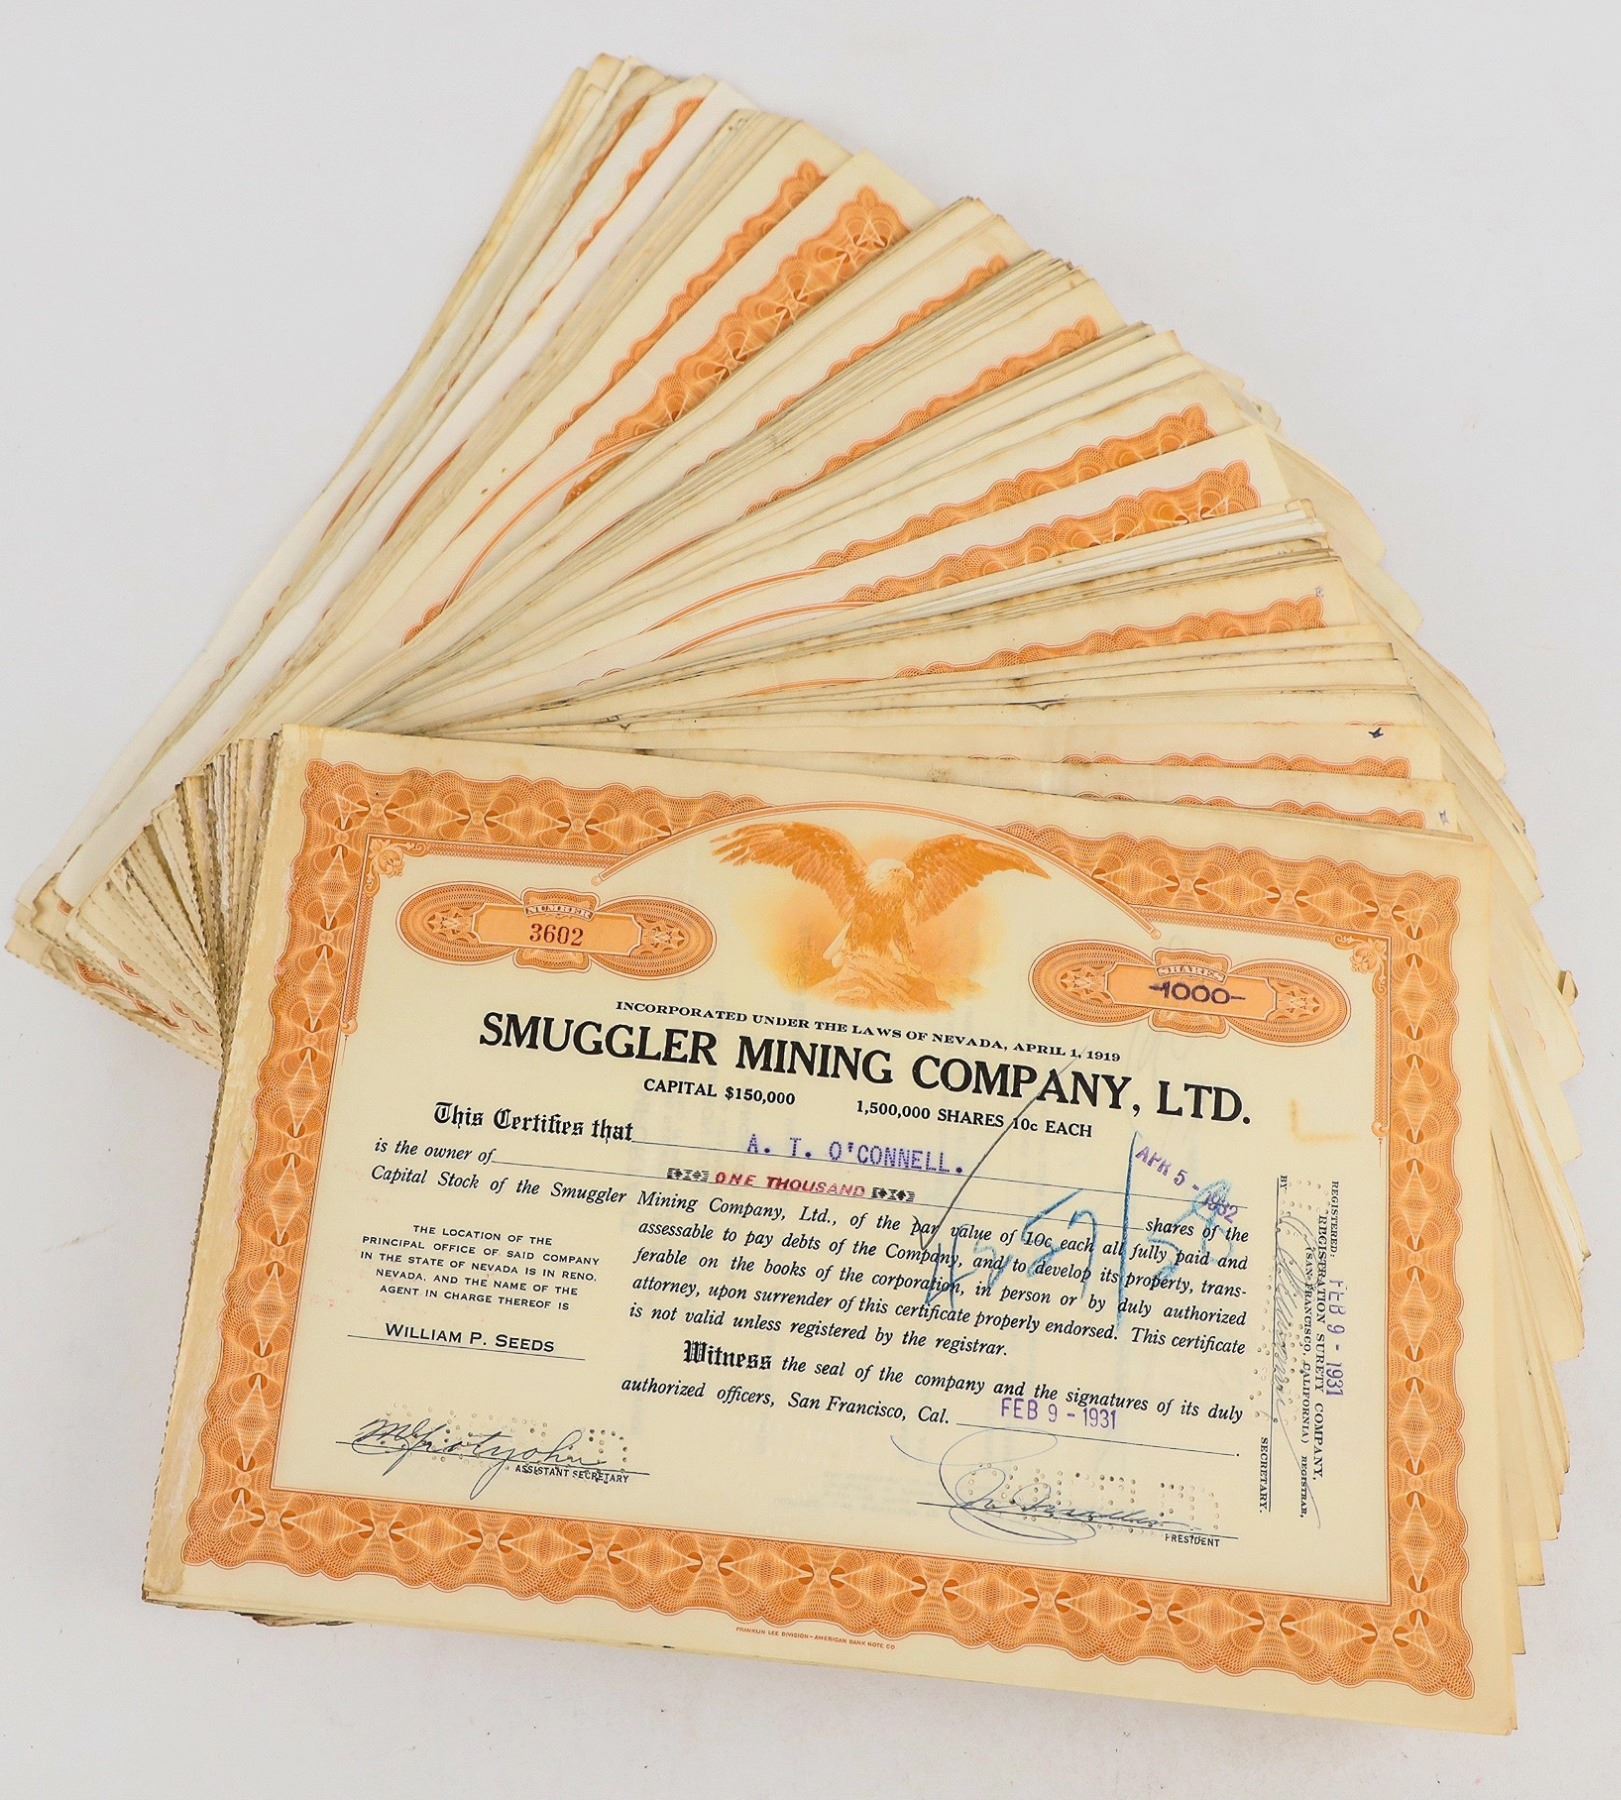 NUMBER
3602
SHARES
-1000-
INCORPORATED UNDER THE LAWS OF NEVADA, APRIL 1, 1919
SMUGGLER MINING COMPANY, LTD.
CAPITAL $150,000 1,500,000 SHARES 10c EACH
This Certifies that A. T. O'CONNELL.
APR 5 - 1932
is the owner of ONE THOUSAND shares of the
Capital Stock of the Smuggler Mining Company, Ltd., of the par value of 10c each all fully paid and
assessable to pay debts of the Company, and to develop its property, trans-
ferable on the books of the corporation, in person or by duly authorized
attorney, upon surrender of this certificate properly endorsed. This certificate
is not valid unless registered by the registrar.
THE LOCATION OF THE
PRINCIPAL OFFICE OF SAID COMPANY
IN THE STATE OF NEVADA IS IN RENO,
NEVADA, AND THE NAME OF THE
AGENT IN CHARGE THEREOF IS
WILLIAM P. SEEDS
Witness the seal of the company and the signatures of its duly
authorized officers, San Francisco, Cal. FEB 9 - 1931
ASSISTANT SECRETARY
PRESIDENT
REGISTERED: FEB 9 - 1931
REGISTRATION SURETY COMPANY,
(SAN FRANCISCO, CALIFORNIA) REGISTRAR,
BY SECRETARY.
FRANKLIN LEE DIVISION - AMERICAN BANK NOTE CO